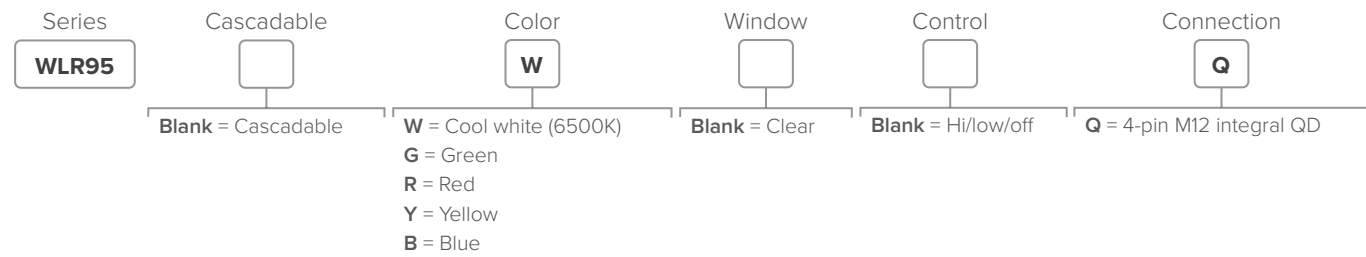 Series Cascadable Color Window Control Connection
WLR95 W Q
Blank = Cascadable W = Cool white (6500K) Blank = Clear Blank = Hi/low/off Q = 4-pin M12 integral QD
G = Green
R = Red
Y = Yellow
B = Blue